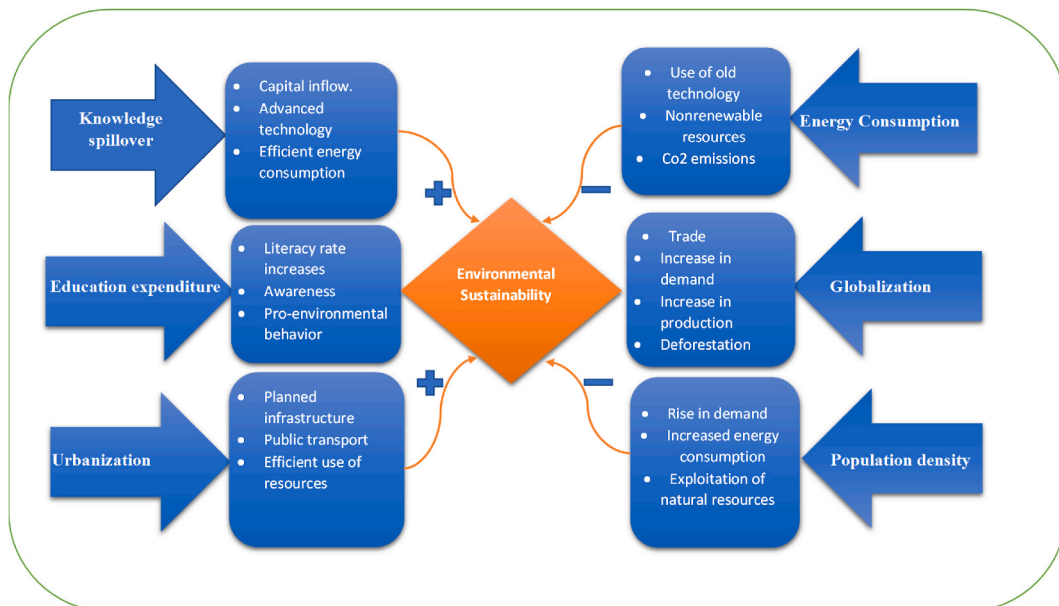 Knowledge
spillover
• Capital inflow.
• Advanced
technology
• Efficient energy
consumption
+
Education expenditure
• Literacy rate
increases
• Awareness
• Pro-environmental
behavior
Urbanization
• Planned
infrastructure
• Public transport
• Efficient use of
resources
+
Environmental
Sustainability
• Use of old
technology
• Nonrenewable
resources
• Co2 emissions
−
Energy Consumption
• Trade
• Increase in
demand
• Increase in
production
• Deforestation
Globalization
• Rise in demand
• Increased energy
consumption
• Exploitation of
natural resources
−
Population density